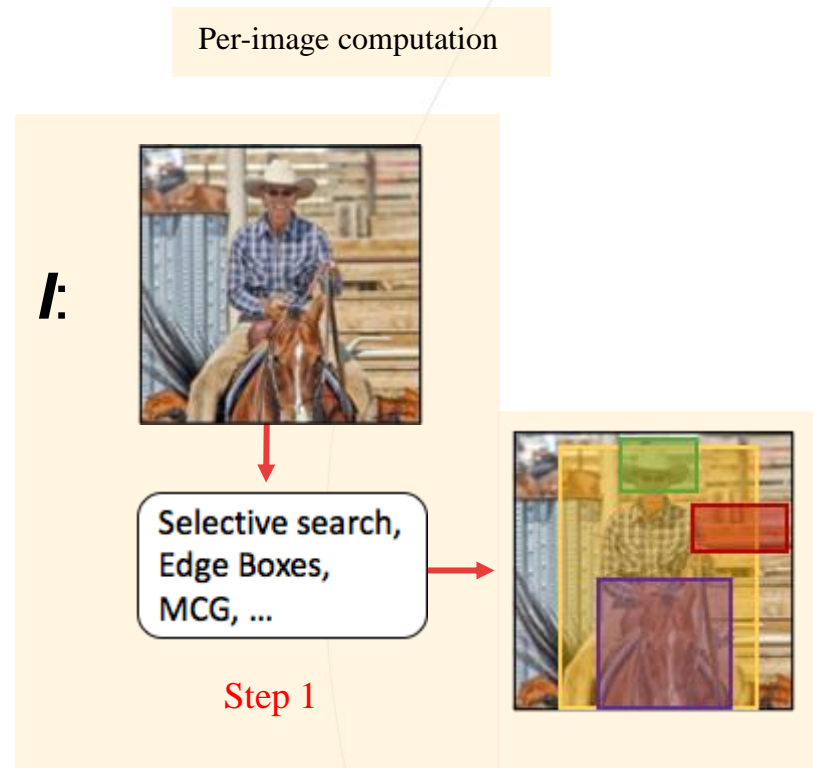 Per-image computation
I:
Selective search,
Edge Boxes,
MCG, ...
Step 1